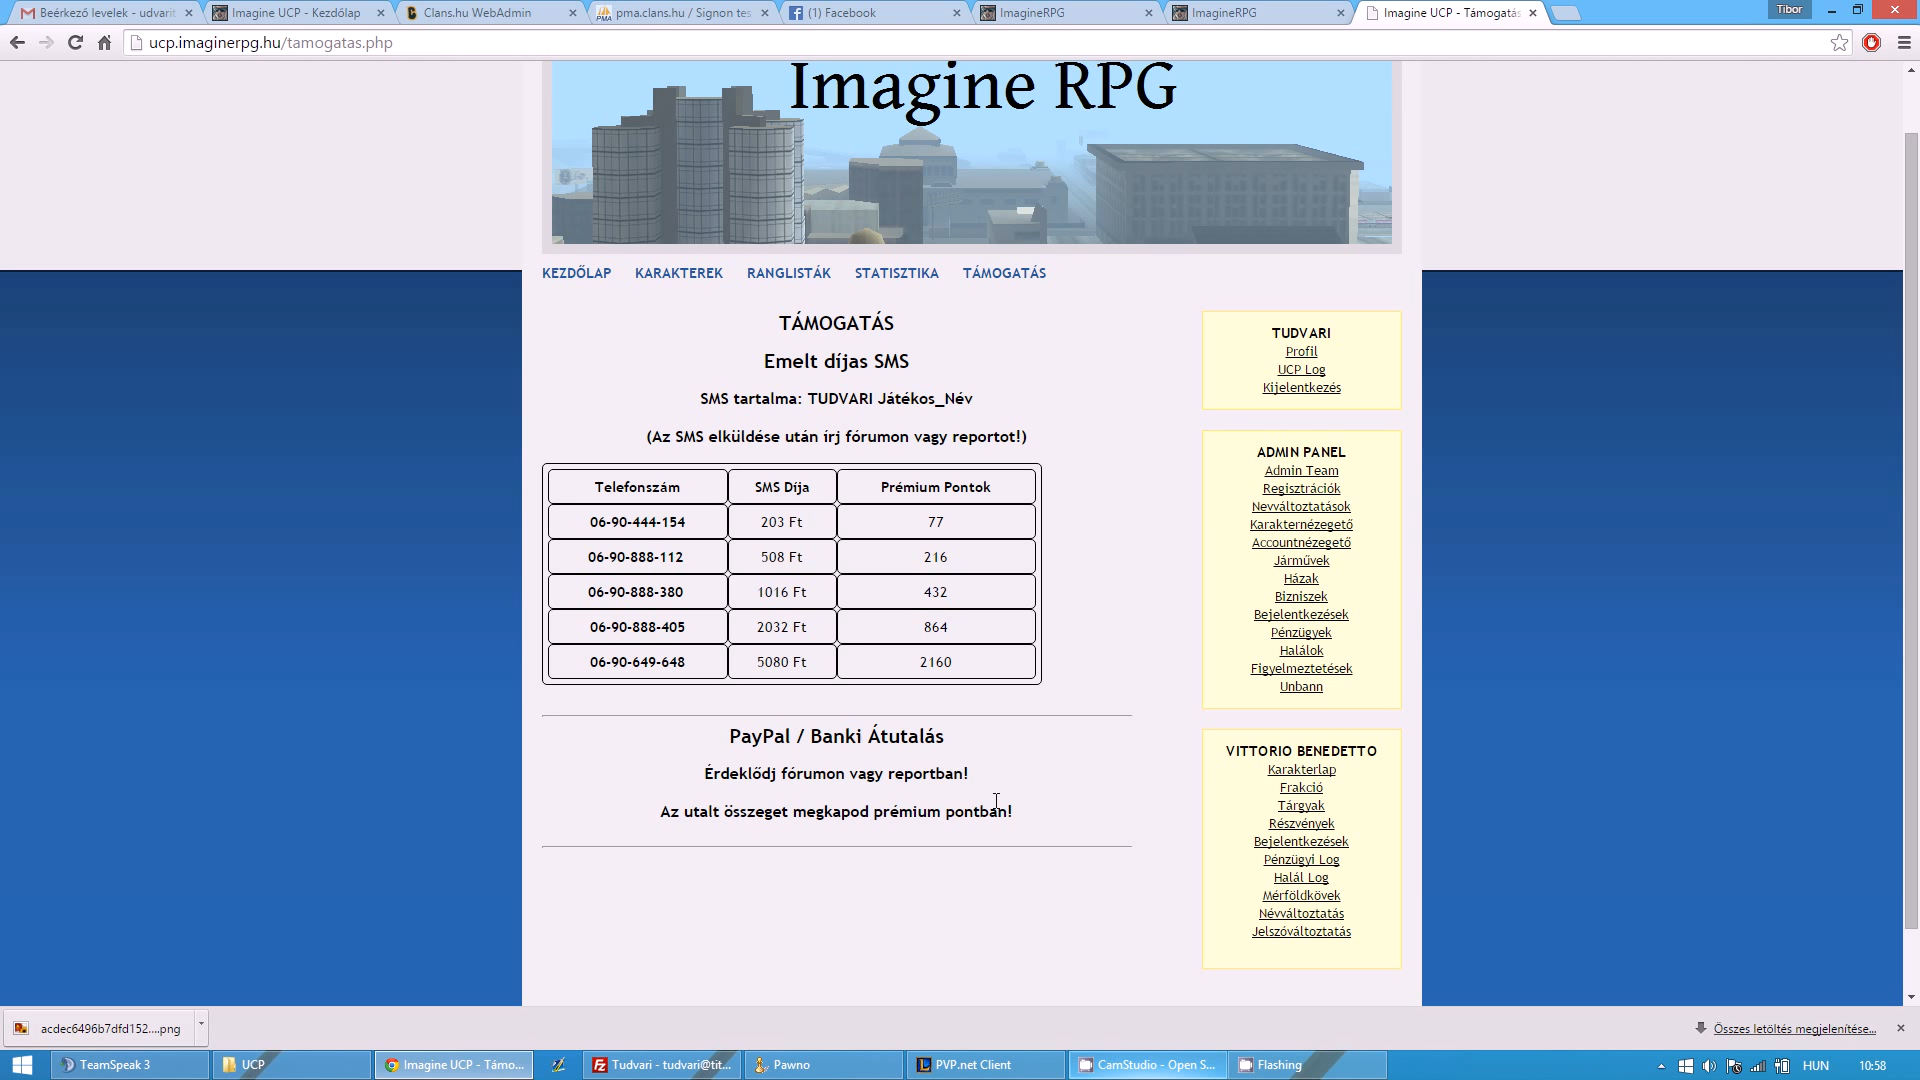 Beérkező levelek - udvarit
Imagine UCP - Kezdőlap
Clans.hu WebAdmin
pma.clans.hu / Signon tes
(1) Facebook
ImagineRPG
ImagineRPG
Imagine UCP - Támogatás
Tibor
ucp.imaginerpg.hu/tamogatas.php
Imagine RPG
KEZDŐLAP
KARAKTEREK
RANGLISTÁK
STATISZTIKA
TÁMOGATÁS
TÁMOGATÁS
Emelt díjas SMS
SMS tartalma: TUDVARI Játékos_Név
(Az SMS elküldése után írj fórumon vagy reportot!)
Telefonszám SMS Díja Prémium Pontok
06-90-444-154 203 Ft 77
06-90-888-112 508 Ft 216
06-90-888-380 1016 Ft 432
06-90-888-405 2032 Ft 864
06-90-649-648 5080 Ft 2160
PayPal / Banki Átutalás
Érdeklődj fórumon vagy reportban!
Az utalt összeget megkapod prémium pontban!
TUDVARI
Profil
UCP Log
Kijelentkezés
ADMIN PANEL
Admin Team
Regisztrációk
Nevváltoztatások
Karakternézegető
Accountnézegető
Járművek
Házak
Bizniszek
Bejelentkezések
Pénzügyek
Halálok
Figyelmeztetések
Unbann
VITTORIO BENEDETTO
Karakterlap
Frakció
Tárgyak
Részvények
Bejelentkezések
Pénzügyi Log
Halál Log
Mérföldkövek
Névváltoztatás
Jelszóváltoztatás
acdec6496b7dfd152....png
Összes letöltés megjelenítése...
TeamSpeak 3
UCP
Imagine UCP - Támo...
Tudvari - tudvari@tit...
Pawno
PVP.net Client
CamStudio - Open S...
Flashing
HUN
10:58